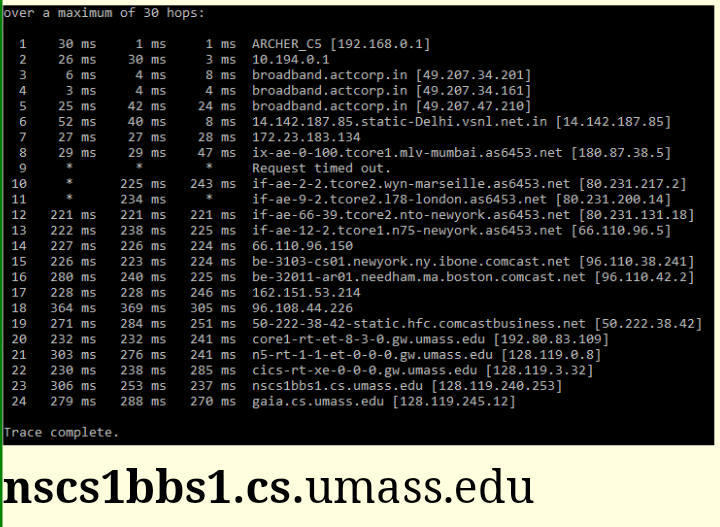 over a maximum of 30 hops:
1 30 ms 1 ms 1 ms ARCHER_C5 [192.168.0.1]
2 26 ms 30 ms 3 ms 10.194.0.1
3 6 ms 4 ms 8 ms broadband.actcorp.in [49.207.34.201]
4 3 ms 4 ms 4 ms broadband.actcorp.in [49.207.34.161]
5 25 ms 42 ms 24 ms broadband.actcorp.in [49.207.47.210]
6 52 ms 40 ms 8 ms 14.142.187.85.static-Delhi.vsnl.net.in [14.142.187.85]
7 27 ms 27 ms 28 ms 172.23.183.134
8 29 ms 29 ms 47 ms ix-ae-0-100.tcore1.mlv-mumbai.as6453.net [180.87.38.5]
9 * * * Request timed out.
10 * 225 ms 243 ms if-ae-2-2.tcore2.wyn-marseille.as6453.net [80.231.217.2]
11 * 234 ms * if-ae-9-2.tcore2.l78-london.as6453.net [80.231.200.14]
12 221 ms 221 ms 221 ms if-ae-66-39.tcore2.nto-newyork.as6453.net [80.231.131.18]
13 222 ms 238 ms 225 ms if-ae-12-2.tcore1.n75-newyork.as6453.net [66.110.96.5]
14 227 ms 226 ms 224 ms 66.110.96.150
15 226 ms 223 ms 224 ms be-3103-cs01.newyork.ny.ibone.comcast.net [96.110.38.241]
16 280 ms 240 ms 225 ms be-32011-ar01.needham.ma.boston.comcast.net [96.110.42.2]
17 228 ms 228 ms 246 ms 162.151.53.214
18 364 ms 369 ms 305 ms 96.108.44.226
19 271 ms 284 ms 251 ms 50-222-38-42-static.hfc.comcastbusiness.net [50.222.38.42]
20 232 ms 232 ms 241 ms core1-rt-et-8-3-0.gw.umass.edu [192.80.83.109]
21 303 ms 276 ms 241 ms n5-rt-1-1-et-0-0-0.gw.umass.edu [128.119.0.8]
22 230 ms 238 ms 285 ms cics-rt-xe-0-0-0.gw.umass.edu [128.119.3.32]
23 306 ms 253 ms 237 ms nscs1bbs1.cs.umass.edu [128.119.240.253]
24 279 ms 288 ms 270 ms gaia.cs.umass.edu [128.119.245.12]
Trace complete.
nscs1bbs1.cs.umass.edu